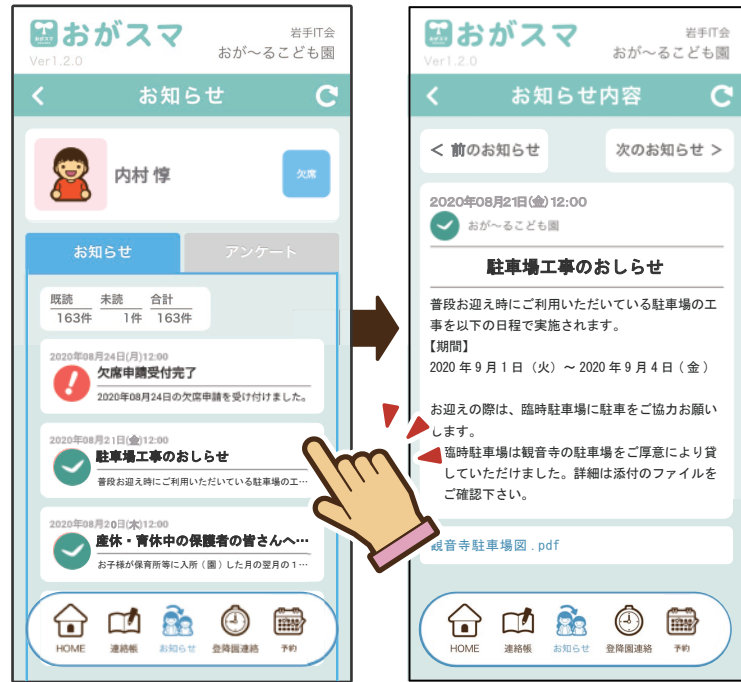 おがスマ
Ver1.2.0
岩手IT会
おが〜るこども園
お知らせ
内村 惇
欠席
お知らせ
アンケート
既読 未読 合計
163件 1件 163件
2020年08月24日(月)12:00
欠席申請受付完了
2020年08月24日の欠席申請を受け付けました。
2020年08月21日(金)12:00
駐車場工事のおしらせ
普段お迎え時にご利用いただいている駐車場の工…
2020年08月20日(木)12:00
産休・育休中の保護者の皆さんへ…
お子様が保育所等に入所(園)した月の翌月の1…
HOME 連絡帳 お知らせ 登降園連絡 予約
おがスマ
Ver1.2.0
岩手IT会
おが〜るこども園
お知らせ内容
< 前のお知らせ
次のお知らせ >
2020年08月21日(金)12:00
おが〜るこども園
駐車場工事のおしらせ
普段お迎え時にご利用いただいている駐車場の工
事を以下の日程で実施されます。
【期間】
2020年9月1日(火)〜2020年9月4日(金)
お迎えの際は、臨時駐車場に駐車をご協力お願い
します。
臨時駐車場は観音寺の駐車場をご厚意により貸
していただけました。詳細は添付のファイルを
ご確認下さい。
観音寺駐車場図.pdf
HOME 連絡帳 お知らせ 登降園連絡 予約